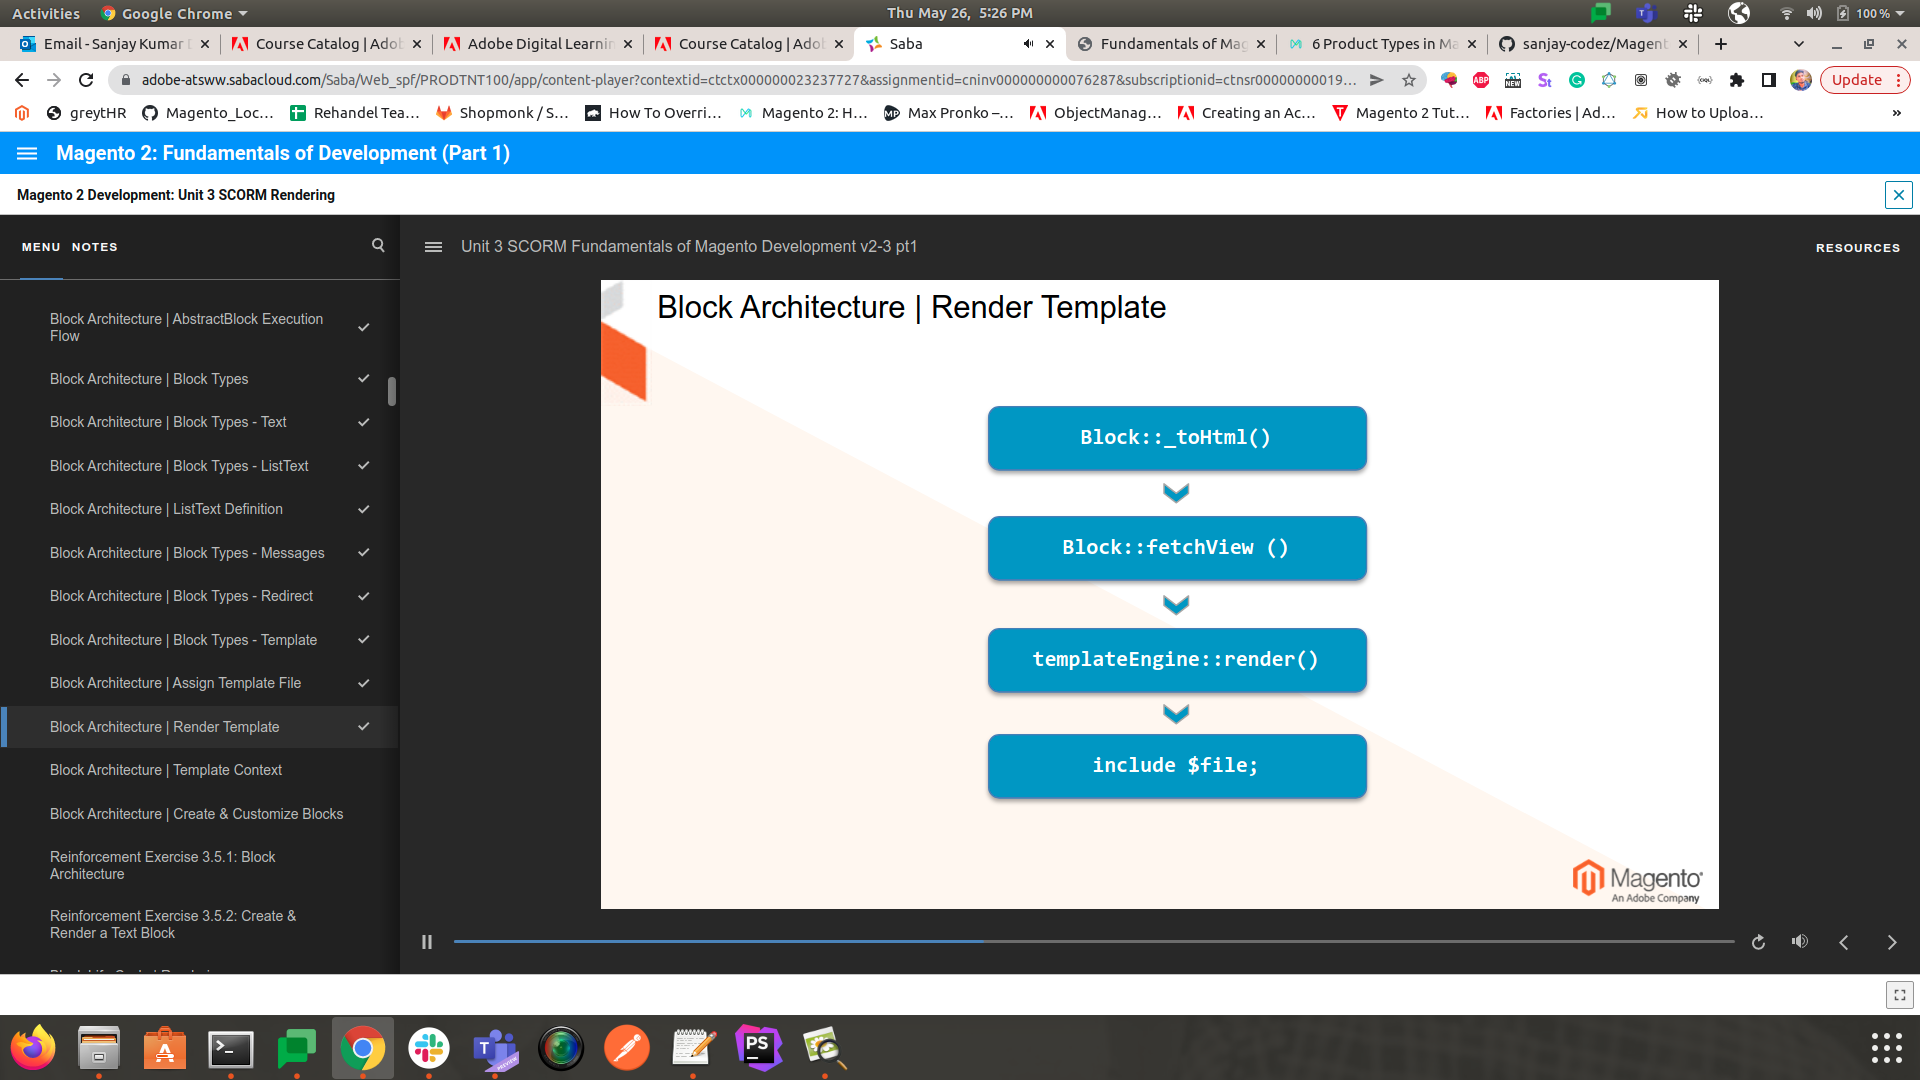 Activities
Google Chrome
Thu May 26, 5:26 PM
100 %
Email - Sanjay Kumar
Course Catalog | Adob
Adobe Digital Learnin
Course Catalog | Adob
Saba
Fundamentals of Mag
6 Product Types in Ma
sanjay-codez/Magent
adobe-atsww.sabacloud.com/Saba/Web_spf/PRODTNT100/app/content-player?contextid=ctctx000000023237727&assignmentid=cninv000000000076287&subscriptionid=ctnsr00000000019...
ABP
NEW
St
Update
greytHR
Magento_Loc...
Rehandel Tea...
Shopmonk / S...
How To Overri...
Magento 2: H...
Max Pronko –...
ObjectManag...
Creating an Ac...
Magento 2 Tut...
Factories | Ad...
How to Uploa...
Magento 2: Fundamentals of Development (Part 1)
Magento 2 Development: Unit 3 SCORM Rendering
MENU NOTES
Unit 3 SCORM Fundamentals of Magento Development v2-3 pt1
RESOURCES
Block Architecture | AbstractBlock Execution
Flow
Block Architecture | Block Types
Block Architecture | Block Types - Text
Block Architecture | Block Types - ListText
Block Architecture | ListText Definition
Block Architecture | Block Types - Messages
Block Architecture | Block Types - Redirect
Block Architecture | Block Types - Template
Block Architecture | Assign Template File
Block Architecture | Render Template
Block Architecture | Template Context
Block Architecture | Create & Customize Blocks
Reinforcement Exercise 3.5.1: Block
Architecture
Reinforcement Exercise 3.5.2: Create &
Render a Text Block
Block Architecture | Render Template
Block::_toHtml()
Block::fetchView ()
templateEngine::render()
include $file;
Magento
An Adobe Company
PREVIEW
PS